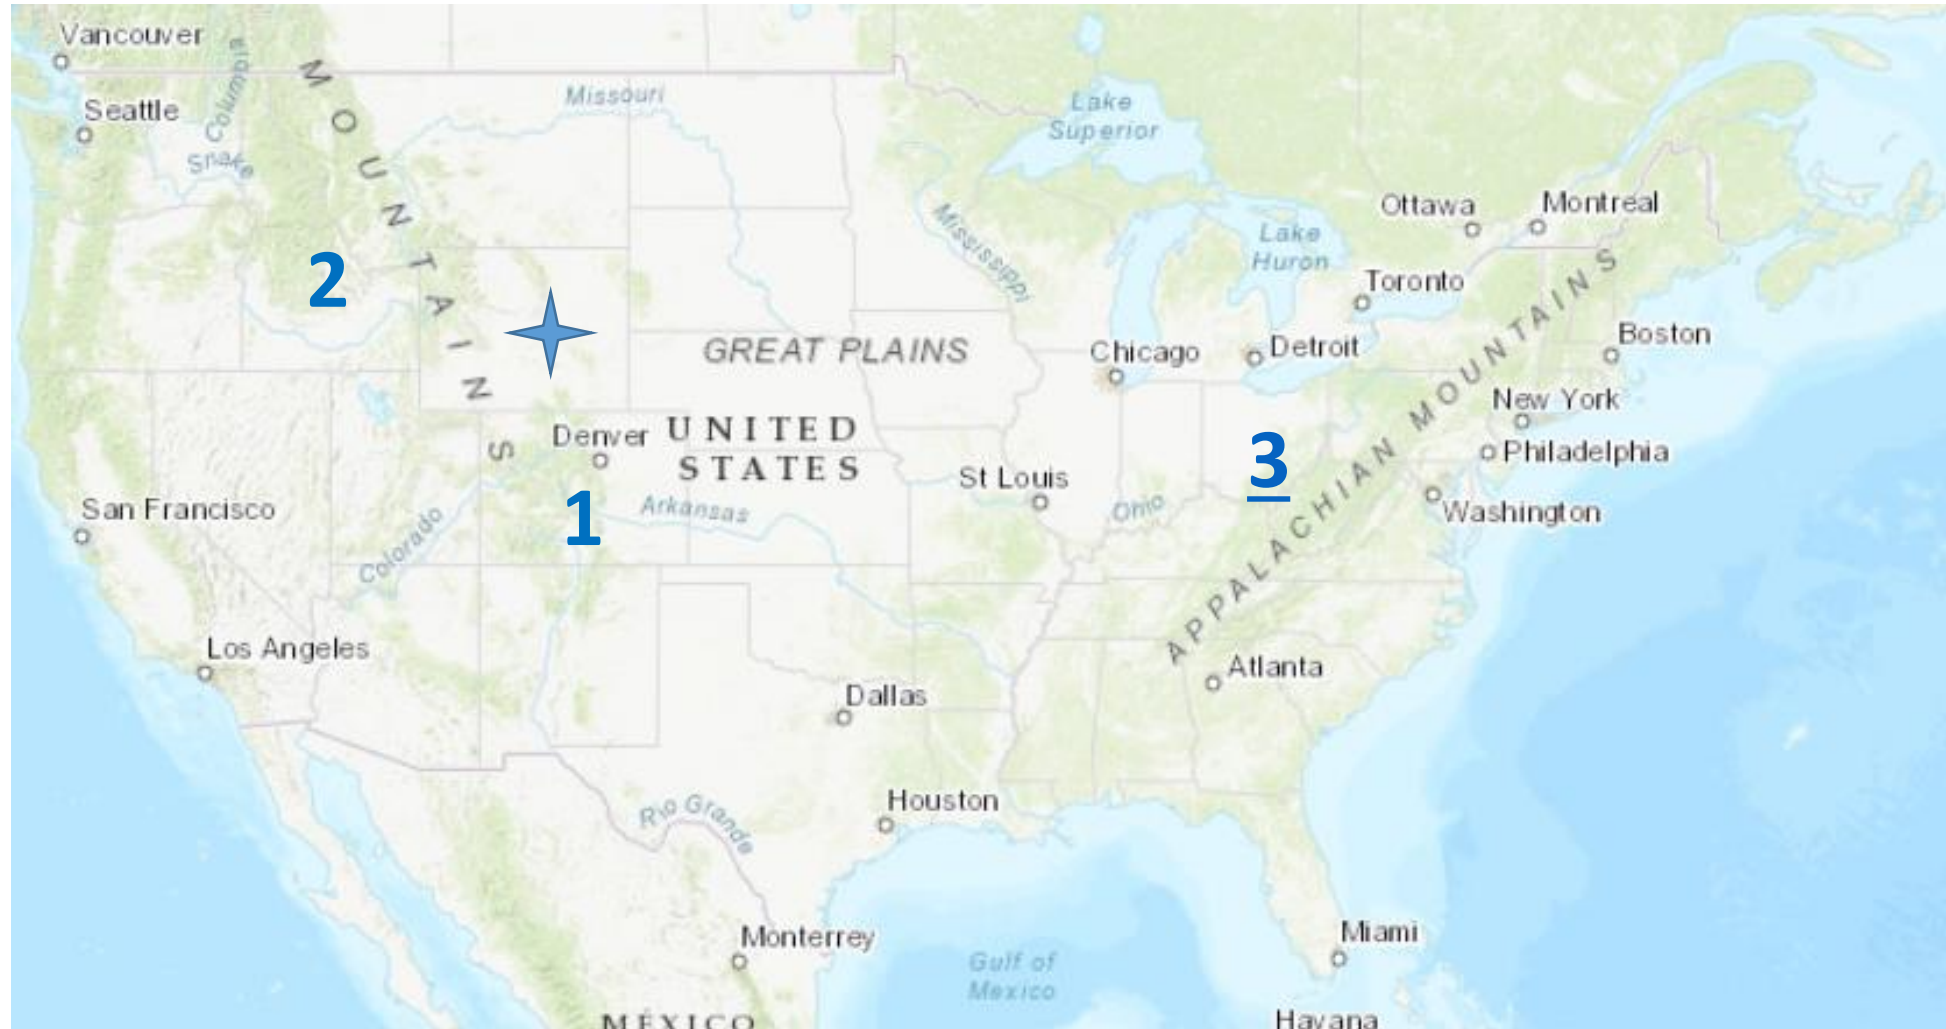 Vancouver
Columbia
MOUNTAINS
Missouri
Seattle
Snake
Lake
Superior
Mississippi
Ottawa
Montreal
Lake
Huron
Toronto
2
GREAT PLAINS
Chicago
Detroit
Boston
New York
APPALACHIAN MOUNTAINS
Denver
UNITED
STATES
St Louis
3
Philadelphia
San Francisco
Colorado
1
Arkansas
Ohio
Washington
Los Angeles
Dallas
Atlanta
Houston
Rio Grande
Monterrey
Gulf of
Mexico
Miami
MÉXICO
Havana